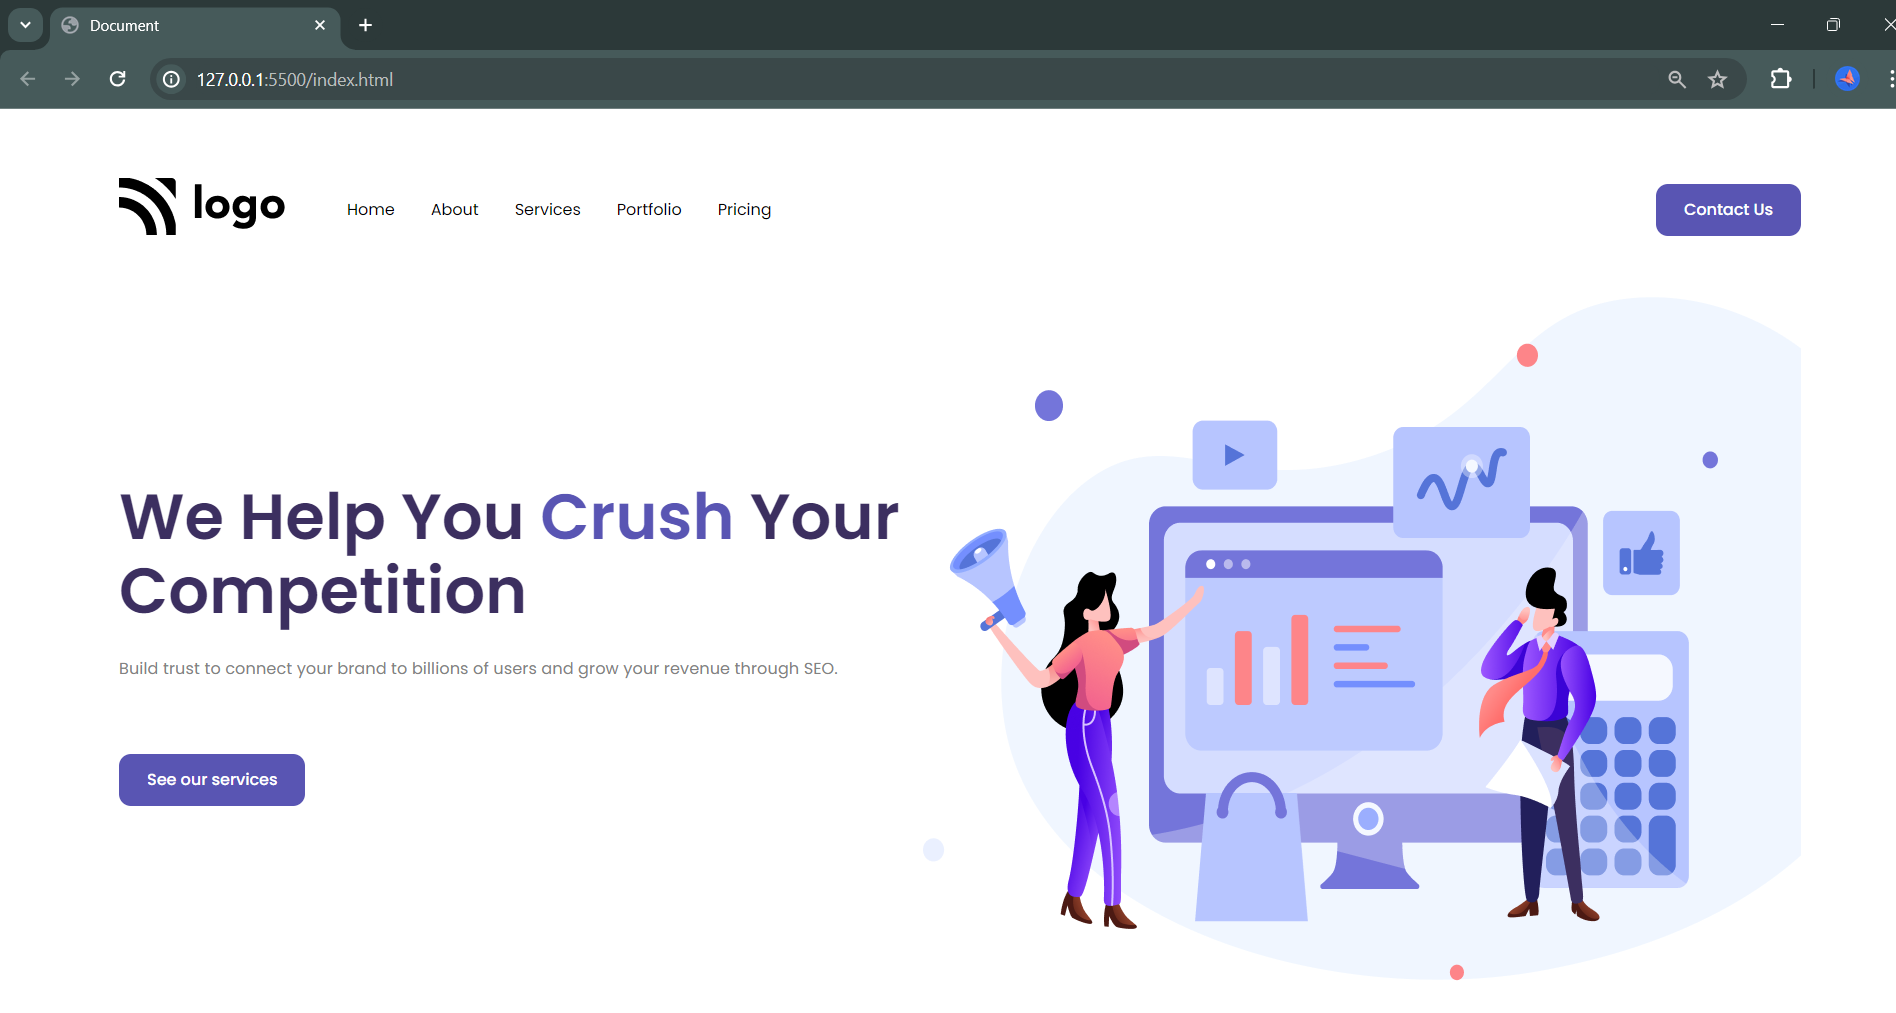 Document
127.0.0.1:5500/index.html
logo
Home About Services Portfolio Pricing
Contact Us
We Help You Crush Your
Competition
Build trust to connect your brand to billions of users and grow your revenue through SEO.
See our services